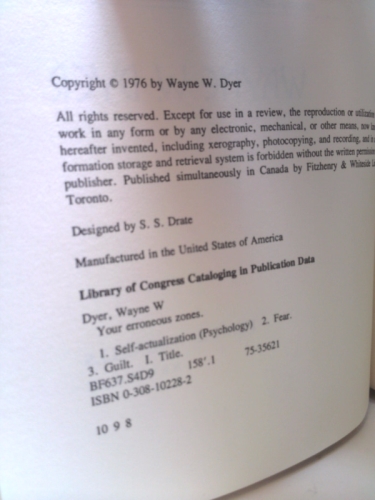 Copyright © 1976 by Wayne W. Dyer
All rights reserved. Except for use in a review, the reproduction or utilization
work in any form or by any electronic, mechanical, or other means, now
hereafter invented, including xerography, photocopying, and recording, and in
formation storage and retrieval system is forbidden without the written permission
publisher. Published simultaneously in Canada by Fitzhenry & Whiteside
Toronto.
Designed by S. S. Drate
Manufactured in the United States of America
Library of Congress Cataloging in Publication Data
Dyer, Wayne W
Your erroneous zones.
1. Self-actualization (Psychology) 2. Fear.
3. Guilt. I. Title.
BF637.S4D9 158'.1 75-35621
ISBN 0-308-10228-2
10 9 8